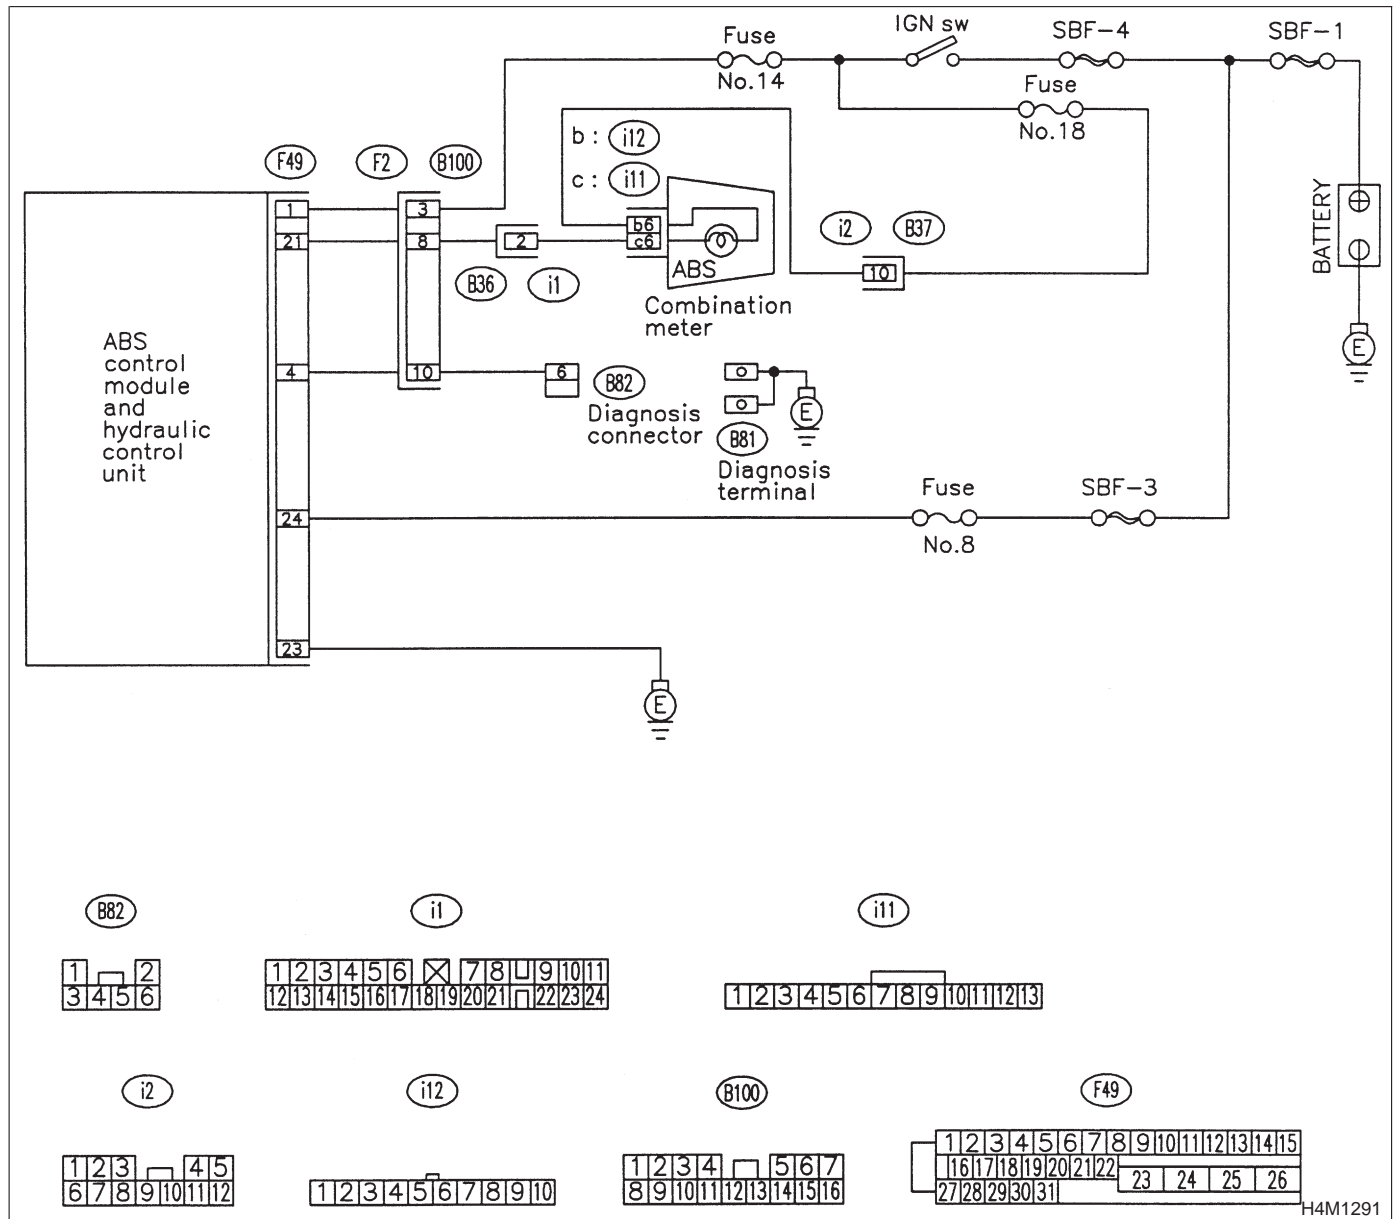 IGN sw
SBF-4
SBF-1
Fuse
No.14
Fuse
No.18
b : i12
c : i11
F49
F2
B100
1
3
21
8
2
b6
c6
ABS
i2
B37
10
B36
i1
Combination
meter
BATTERY
E
ABS
control
module
and
hydraulic
control
unit
4
10
6
B82
Diagnosis
connector
E
B81
Diagnosis
terminal
24
Fuse
No.8
SBF-3
23
E
B82
1 2
3 4 5 6
i1
1 2 3 4 5 6 7 8 9 10 11
12 13 14 15 16 17 18 19 20 21 22 23 24
i11
1 2 3 4 5 6 7 8 9 10 11 12 13
i2
1 2 3 4 5
6 7 8 9 10 11 12
i12
1 2 3 4 5 6 7 8 9 10
B100
1 2 3 4 5 6 7
8 9 10 11 12 13 14 15 16
F49
1 2 3 4 5 6 7 8 9 10 11 12 13 14 15
16 17 18 19 20 21 22 23 24 25 26
27 28 29 30 31
H4M1291